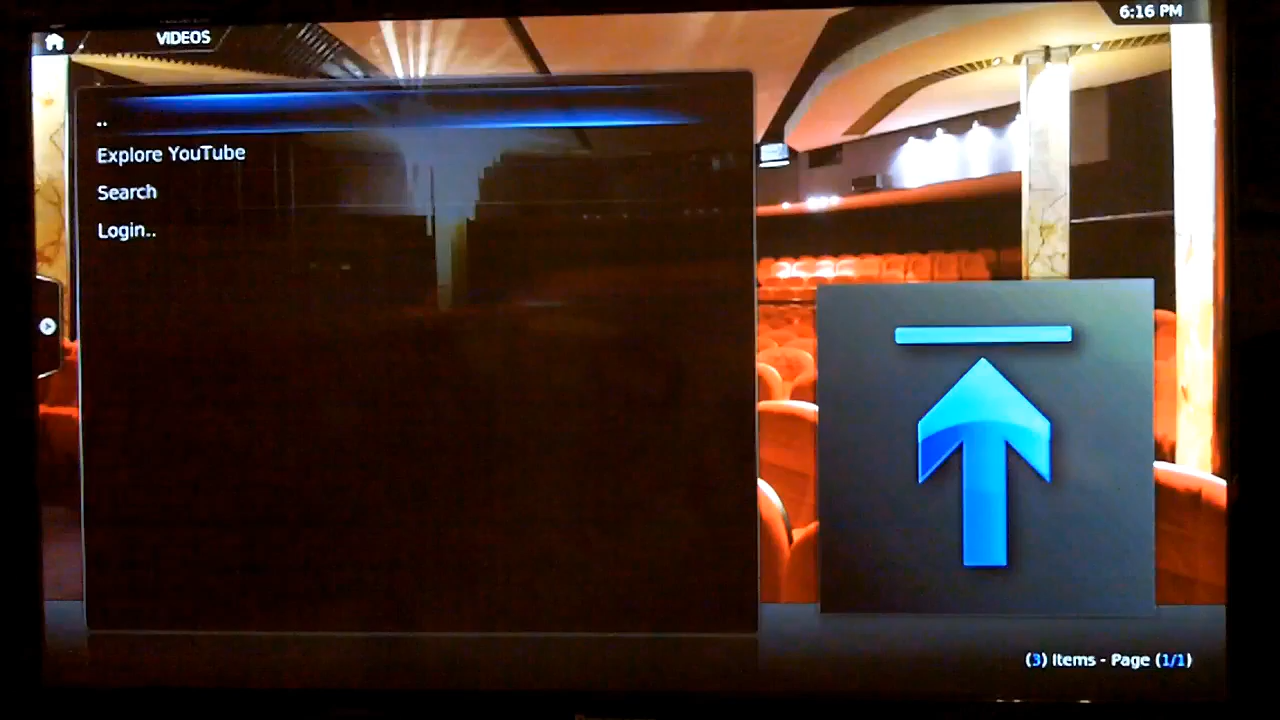 6:16 PM
VIDEOS
..
Explore YouTube
Search
Login..
(3) Items - Page (1/1)